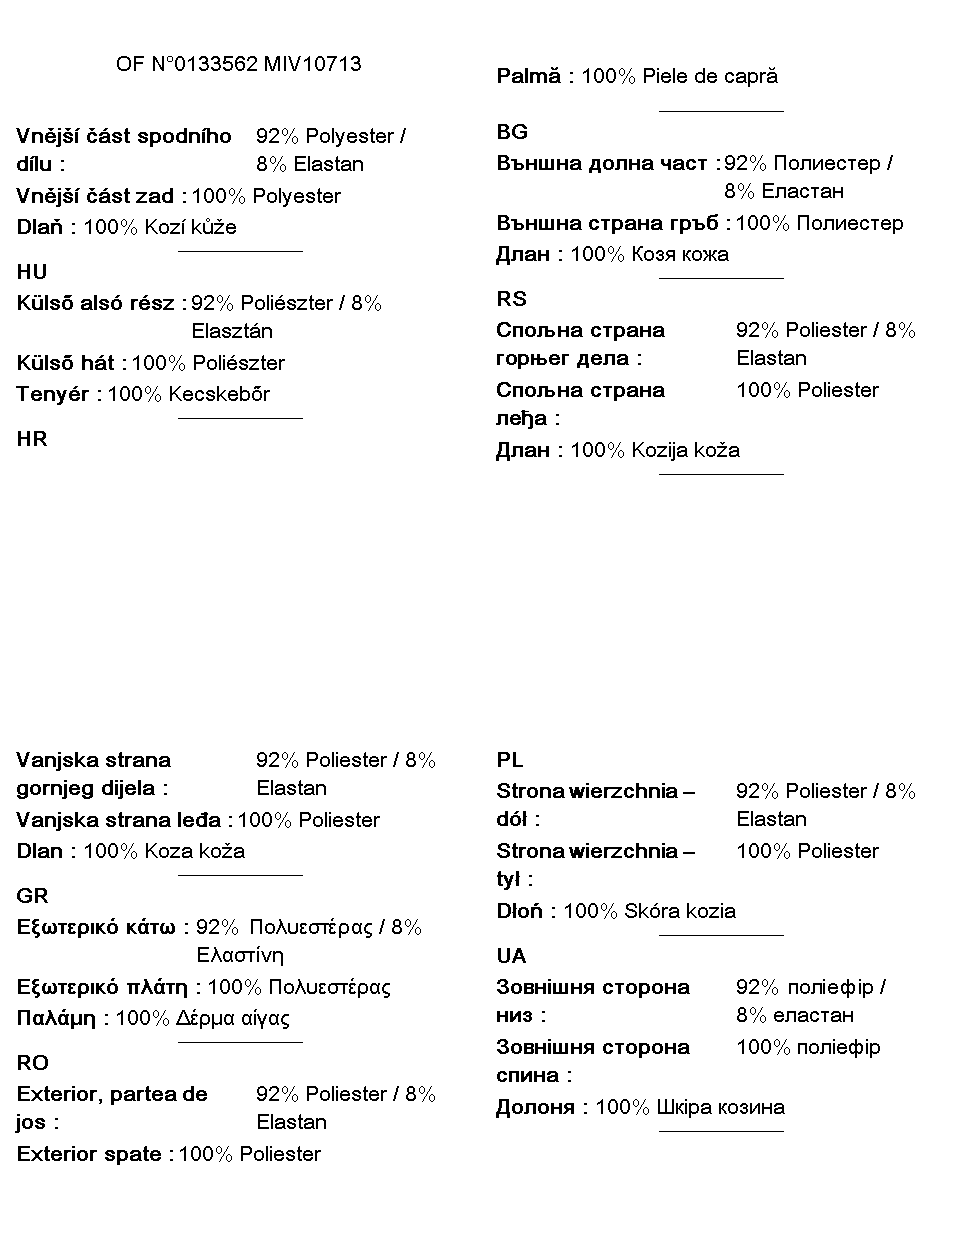 OF N°0133562 MIV10713
Vnější část spodního 92% Polyester /
dílu : 8% Elastan
Vnější část zad : 100% Polyester
Dlaň : 100% Kozí kůže
HU
Külső alsó rész : 92% Poliészter / 8%
Elasztán
Külső hát : 100% Poliészter
Tenyér : 100% Kecskebőr
HR
Palmă : 100% Piele de capră
BG
Външна долна част : 92% Полиестер /
8% Еластан
Външна страна гръб : 100% Полиестер
Длан : 100% Козя кожа
RS
Спољна страна 92% Poliester / 8%
горњег дела : Elastan
Спољна страна 100% Poliester
леђа :
Длан : 100% Kozija koža
Vanjska strana 92% Poliester / 8%
gornjeg dijela : Elastan
Vanjska strana leđa : 100% Poliester
Dlan : 100% Koza koža
GR
Εξωτερικό κάτω : 92% Πολυεστέρας / 8%
Ελαστίνη
Εξωτερικό πλάτη : 100% Πολυεστέρας
Παλάμη : 100% Δέρμα αίγας
RO
Exterior, partea de 92% Poliester / 8%
jos : Elastan
Exterior spate : 100% Poliester
PL
Strona wierzchnia – 92% Poliester / 8%
dół : Elastan
Strona wierzchnia – 100% Poliester
tył :
Dłoń : 100% Skóra kozia
UA
Зовнішня сторона 92% поліефір /
низ : 8% еластан
Зовнішня сторона 100% поліефір
спина :
Долоня : 100% Шкіра козина